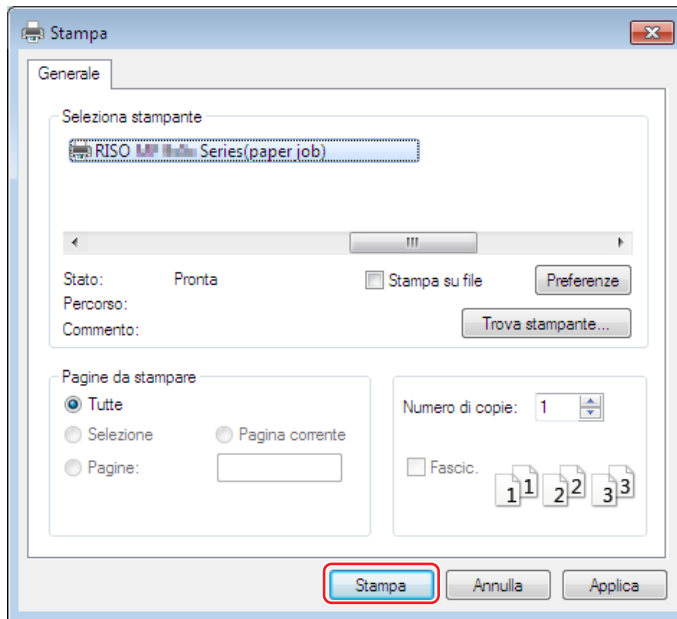 Stampa
Generale
Seleziona stampante
RISO Series(paper job)
Stato: Pronta
Stampa su file
Preferenze
Percorso:
Commento:
Trova stampante...
Pagine da stampare
Tutte
Selezione
Pagina corrente
Pagine:
Numero di copie: 1
Fascic.
1 1 2 2 3 3
Stampa Annulla Applica